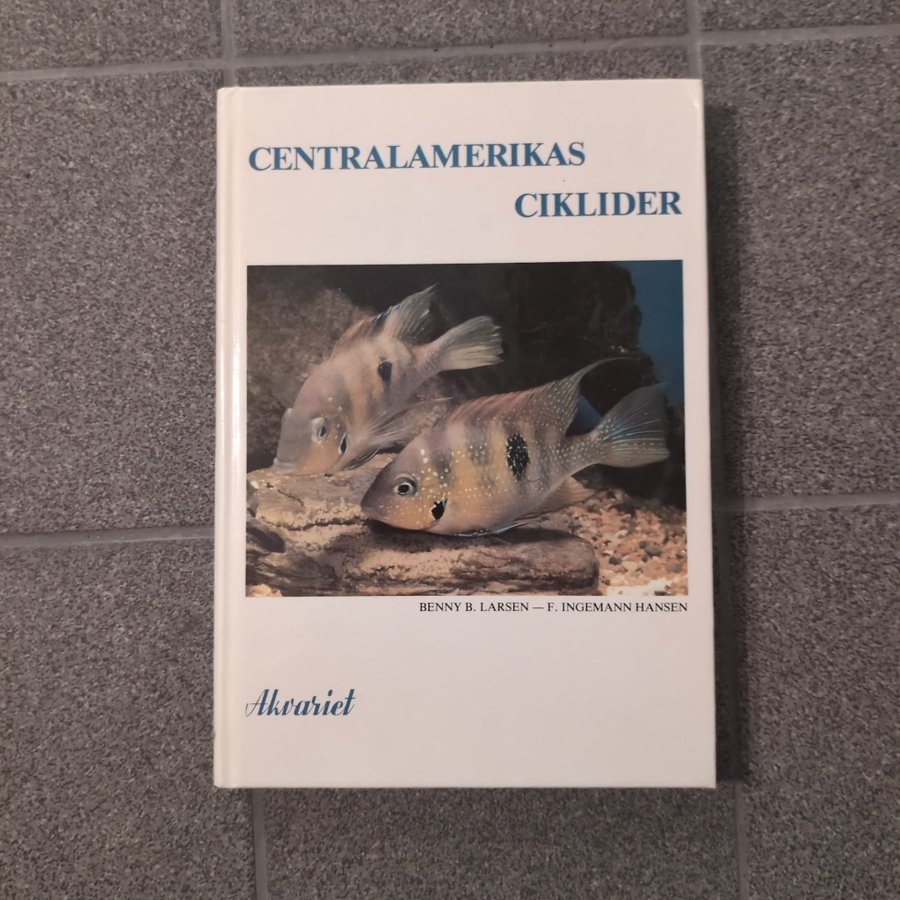 CENTRALAMERIKAS
CIKLIDER
BENNY B. LARSEN — F. INGEMANN HANSEN
Akvariet